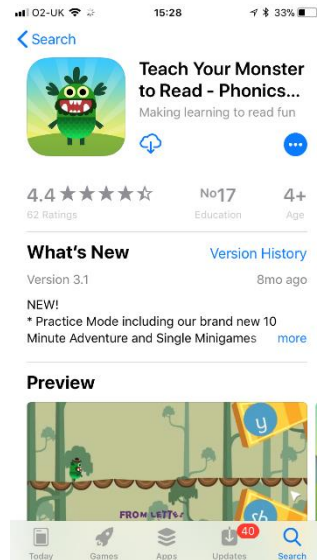 O2-UK 15:28 33%
Search
Teach Your Monster
to Read - Phonics...
Making learning to read fun
4.4 No17 4+
62 Ratings Education Age
What's New Version History
Version 3.1 8mo ago
NEW!
* Practice Mode including our brand new 10
Minute Adventure and Single Minigames more
Preview
y
FROM LETTER
sh
40
Today Games Apps Updates Search